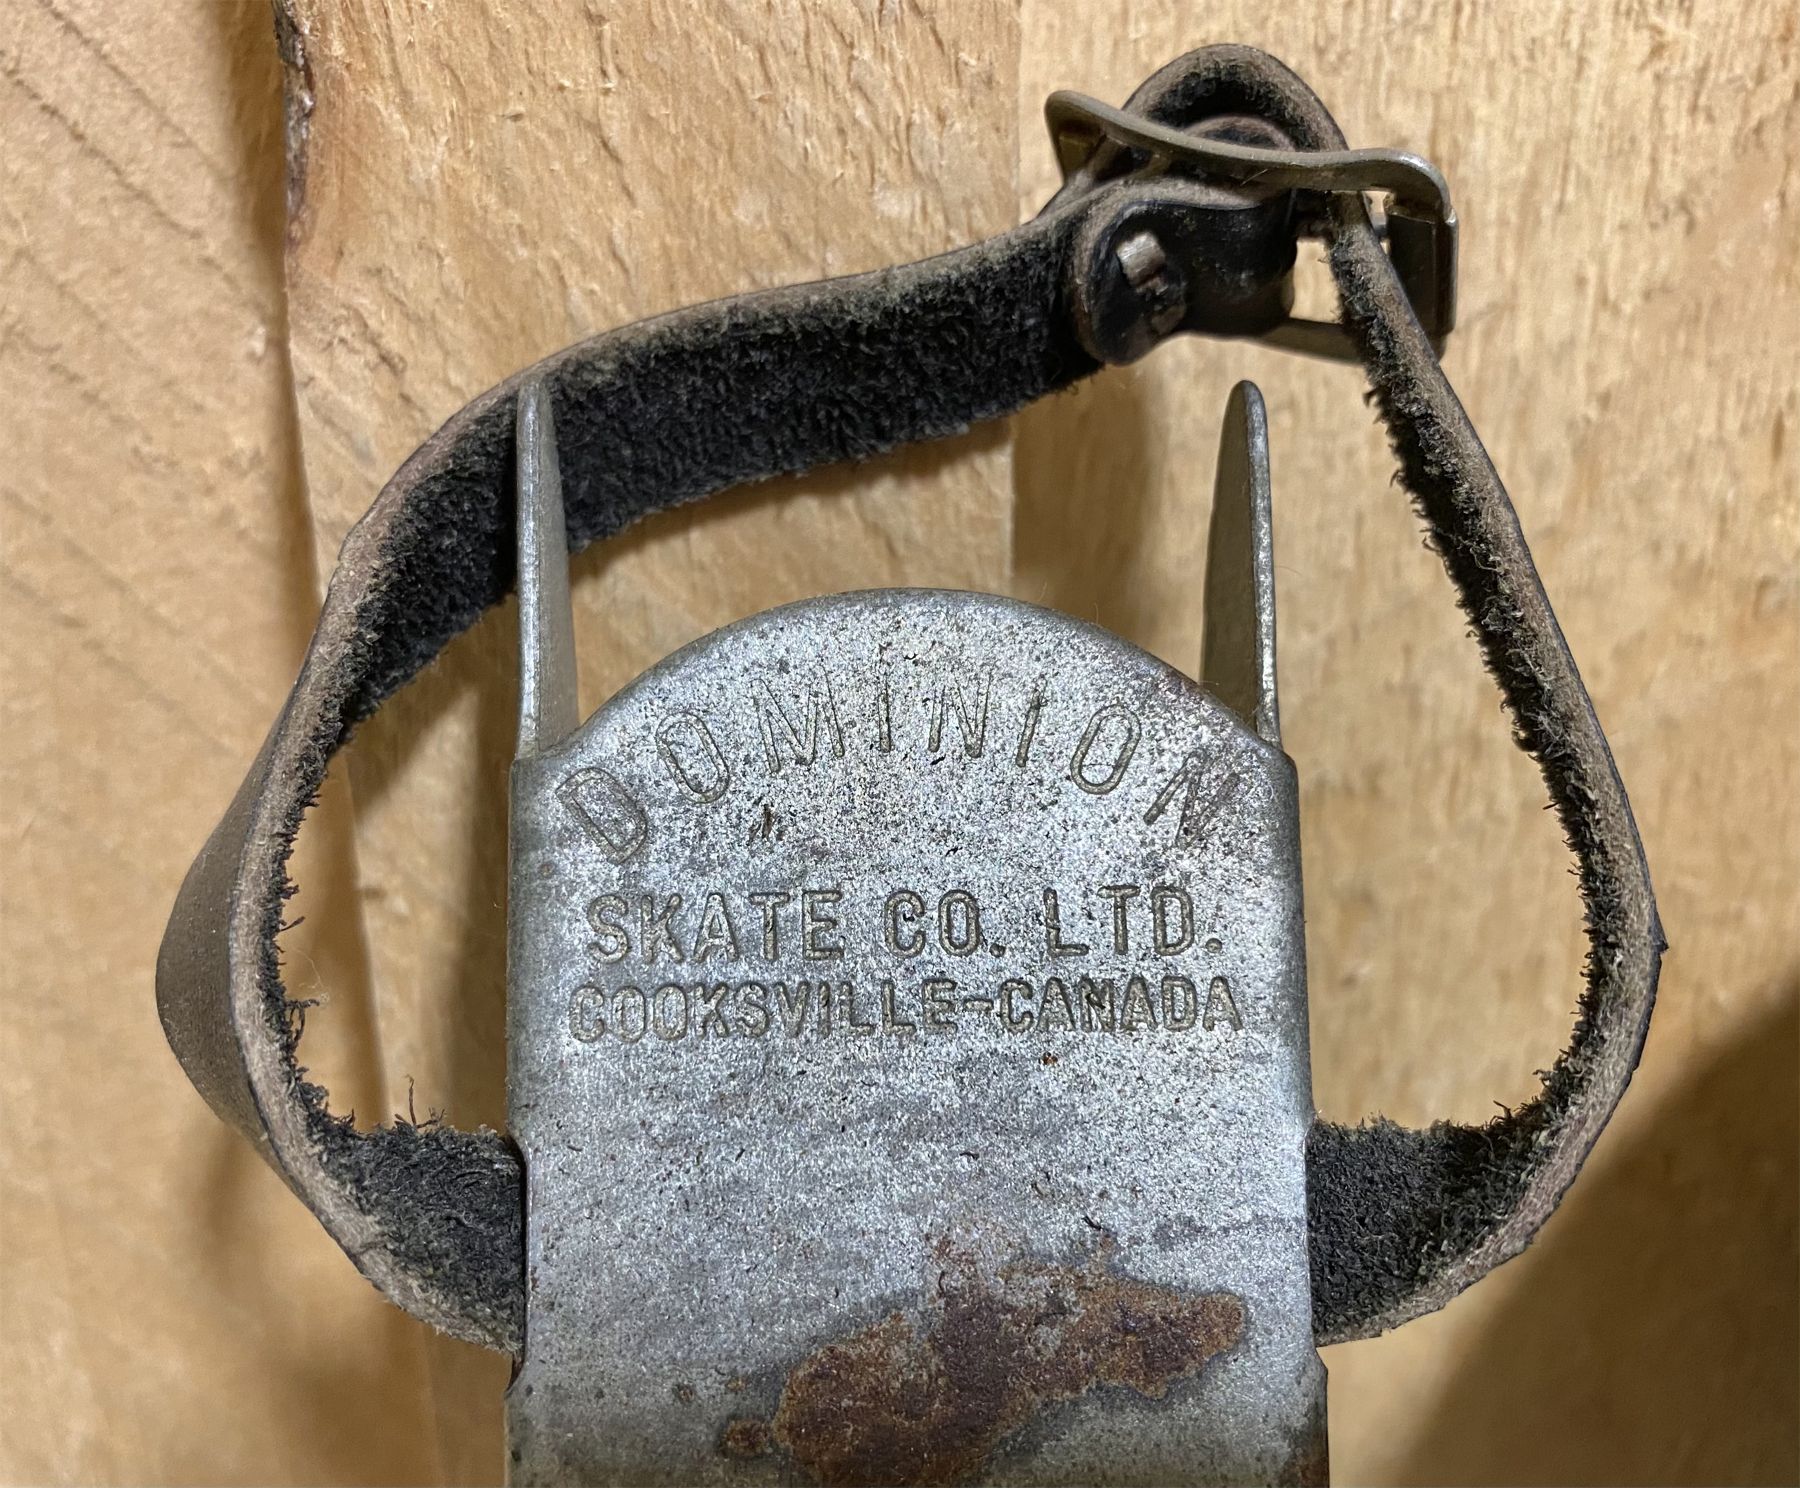 DOMINION
SKATE CO. LTD.
COOKSVILLE-CANADA